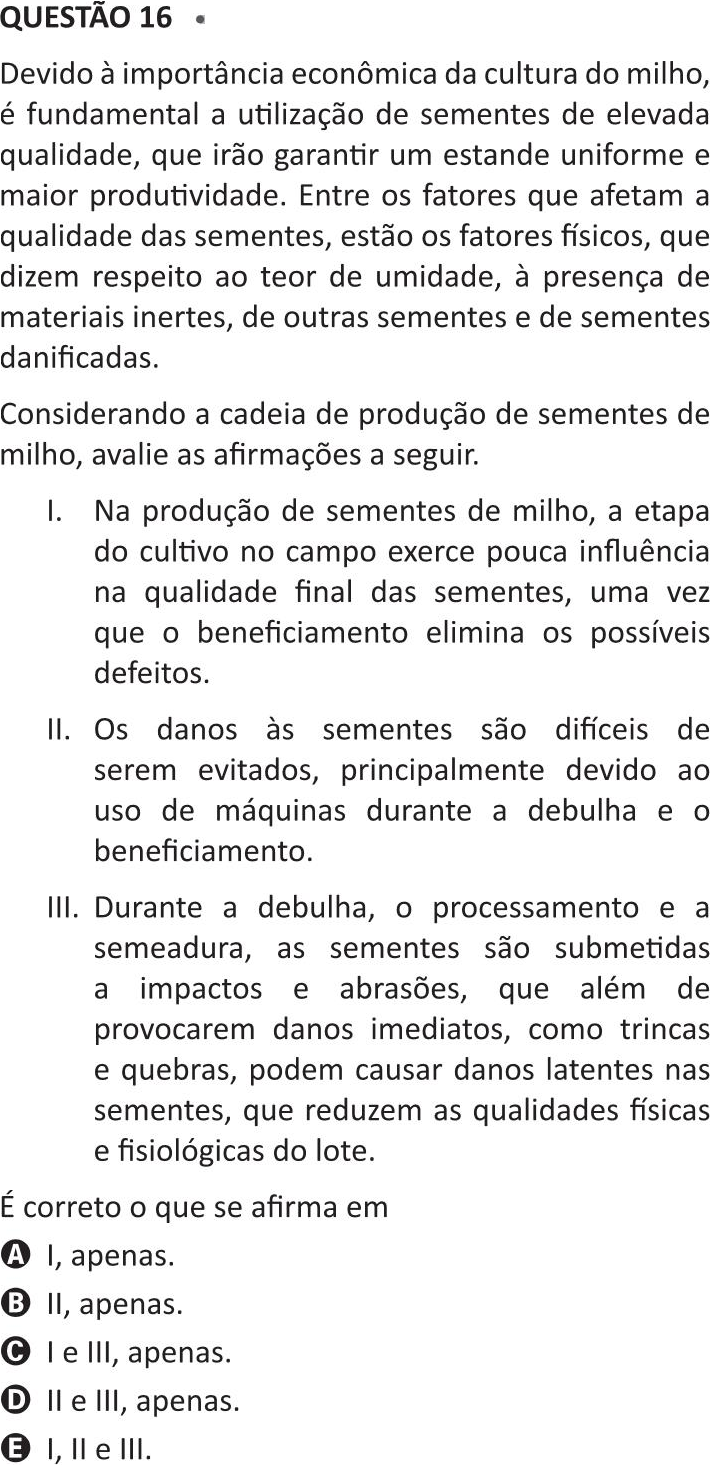 QUESTÃO 16
Devido à importância econômica da cultura do milho,
é fundamental a utilização de sementes de elevada
qualidade, que irão garantir um estande uniforme e
maior produtividade. Entre os fatores que afetam a
qualidade das sementes, estão os fatores físicos, que
dizem respeito ao teor de umidade, à presença de
materiais inertes, de outras sementes e de sementes
danificadas.
Considerando a cadeia de produção de sementes de
milho, avalie as afirmações a seguir.
I. Na produção de sementes de milho, a etapa
do cultivo no campo exerce pouca influência
na qualidade final das sementes, uma vez
que o beneficiamento elimina os possíveis
defeitos.
II. Os danos às sementes são difíceis de
serem evitados, principalmente devido ao
uso de máquinas durante a debulha e o
beneficiamento.
III. Durante a debulha, o processamento e a
semeadura, as sementes são submetidas
a impactos e abrasões, que além de
provocarem danos imediatos, como trincas
e quebras, podem causar danos latentes nas
sementes, que reduzem as qualidades físicas
e fisiológicas do lote.
É correto o que se afirma em
A I, apenas.
B II, apenas.
C I e III, apenas.
D II e III, apenas.
E I, II e III.